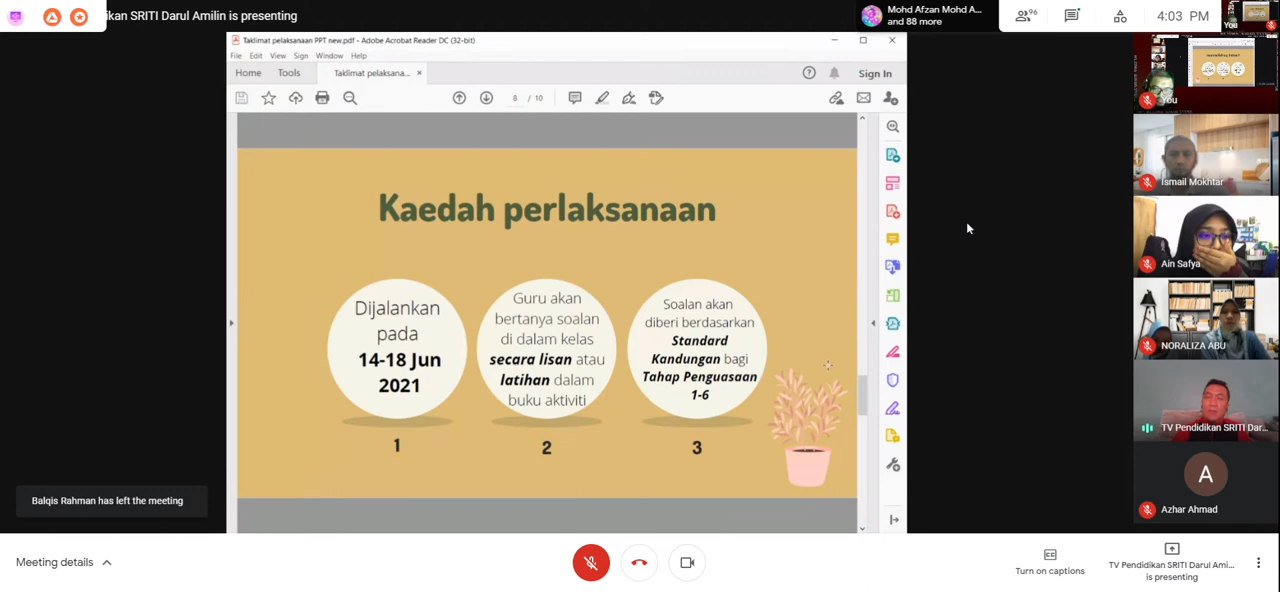 dikan SRITI Darul Amilin is presenting
Mohd Afzan Mohd A...
and 88 more
96
4:03 PM
You
Taklimat pelaksanaan PPT new.pdf - Adobe Acrobat Reader DC (32-bit)
File Edit View Sign Window Help
Home Tools Taklimat pelaksana... ×
Sign In
8 / 10
Kaedah perlaksanaan
Dijalankan
pada
14-18 Jun
2021
1
Guru akan
bertanya soalan
di dalam kelas
secara lisan atau
latihan dalam
buku aktiviti
2
Soalan akan
diberi berdasarkan
Standard
Kandungan bagi
Tahap Penguasaan
1-6
3
You
Ismail Mokhtar
Ain Safya
NORALIZA ABU
TV Pendidikan SRITI Dar...
A
Azhar Ahmad
Balqis Rahman has left the meeting
Meeting details
CC
Turn on captions
TV Pendidikan SRITI Darul Ami...
is presenting